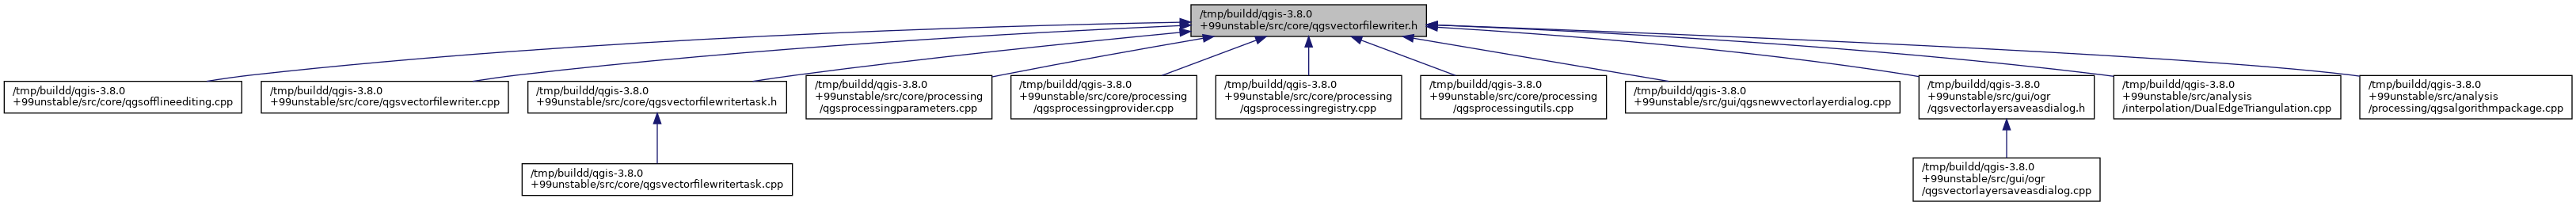 /tmp/buildd/qgis-3.8.0
+99unstable/src/core/qgsvectorfilewriter.h
/tmp/buildd/qgis-3.8.0
+99unstable/src/core/qgsofflineediting.cpp
/tmp/buildd/qgis-3.8.0
+99unstable/src/core/qgsvectorfilewriter.cpp
/tmp/buildd/qgis-3.8.0
+99unstable/src/core/qgsvectorfilewritertask.h
/tmp/buildd/qgis-3.8.0
+99unstable/src/core/processing
/qgsprocessingparameters.cpp
/tmp/buildd/qgis-3.8.0
+99unstable/src/core/processing
/qgsprocessingprovider.cpp
/tmp/buildd/qgis-3.8.0
+99unstable/src/core/processing
/qgsprocessingregistry.cpp
/tmp/buildd/qgis-3.8.0
+99unstable/src/core/processing
/qgsprocessingutils.cpp
/tmp/buildd/qgis-3.8.0
+99unstable/src/gui/qgsnewvectorlayerdialog.cpp
/tmp/buildd/qgis-3.8.0
+99unstable/src/gui/ogr
/qgsvectorlayersaveasdialog.h
/tmp/buildd/qgis-3.8.0
+99unstable/src/analysis
/interpolation/DualEdgeTriangulation.cpp
/tmp/buildd/qgis-3.8.0
+99unstable/src/analysis
/processing/qgsalgorithmpackage.cpp
/tmp/buildd/qgis-3.8.0
+99unstable/src/core/qgsvectorfilewritertask.cpp
/tmp/buildd/qgis-3.8.0
+99unstable/src/gui/ogr
/qgsvectorlayersaveasdialog.cpp